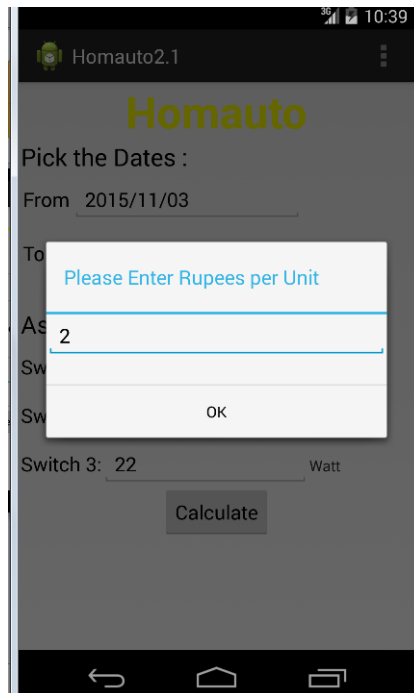 3G 10:39
Homauto2.1
Homauto
Pick the Dates :
From 2015/11/03
To
Please Enter Rupees per Unit
As
2
Sw
OK
Sw
Switch 3: 22 Watt
Calculate